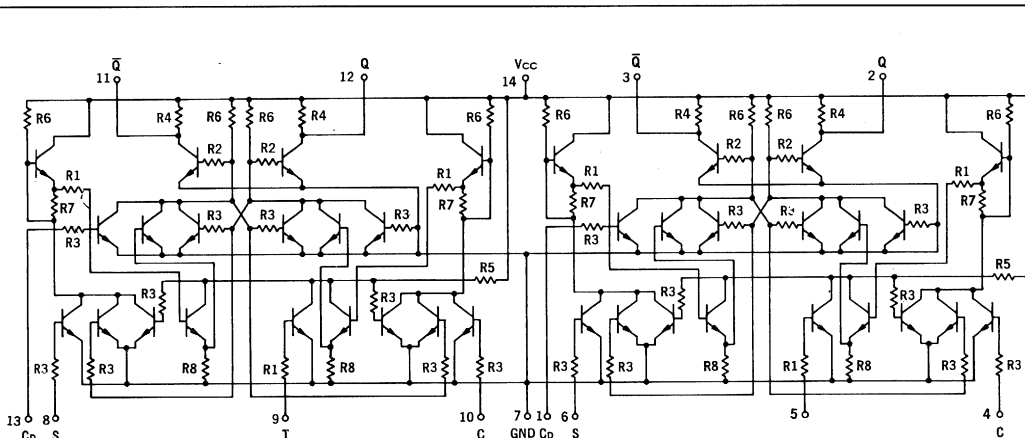 Q̄ Q VCC Q̄ Q
11 12 14 3 2
R6 R4 R6 R6 R4 R6 R6 R4 R6 R6 R4 R6
R2 R2 R2 R2
R1 R1 R1 R1
R7 R7 R7 R7
R3 R3 R3 R3 R3 R3 R3 R3
R5 R5
R3 R3 R3 R3
R3 R3 R8 R1 R8 R3 R3 R3 R3 R8 R1 R8 R3 R3
13 8 9 10 7 1 6 5 4
CD S T C GND CD S C